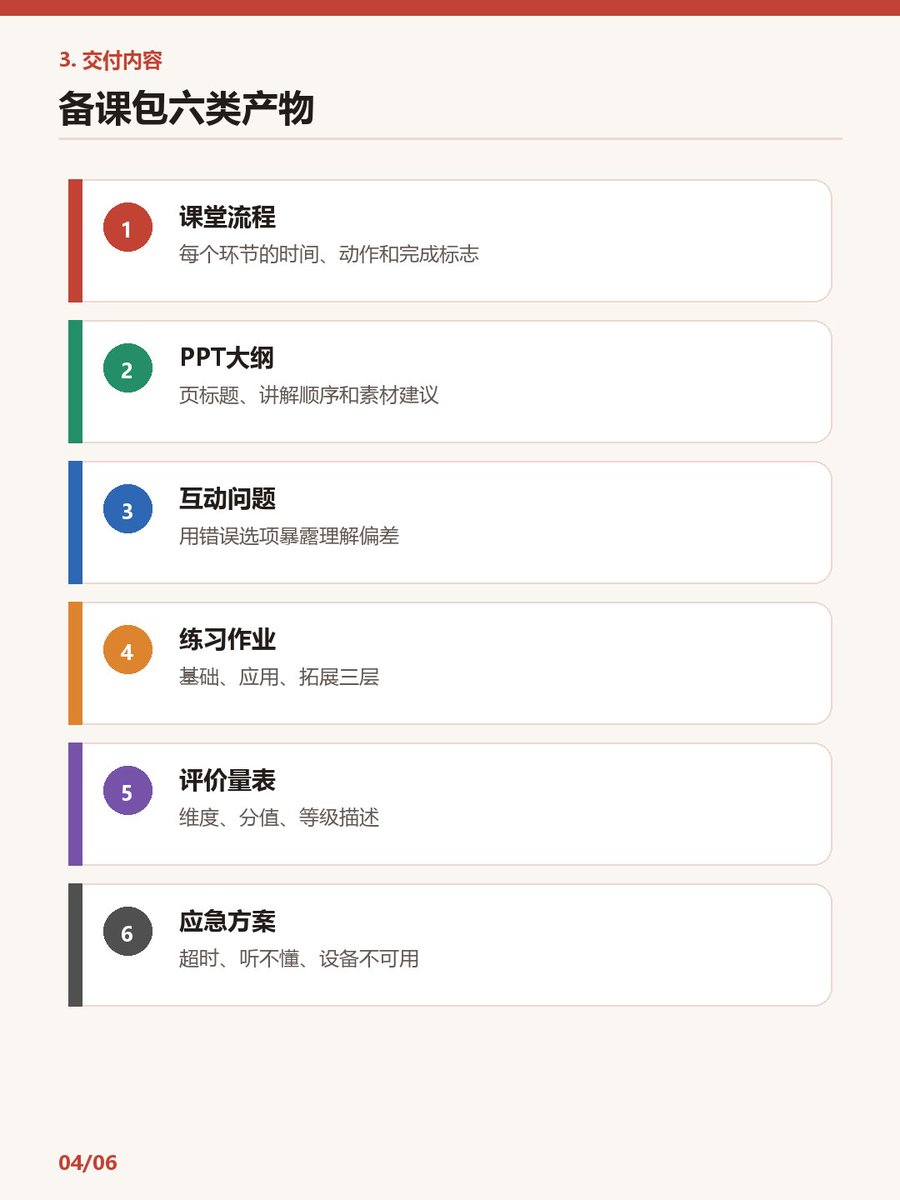 3. 交付内容
备课包六类产物
1
课堂流程
每个环节的时间、动作和完成标志
2
PPT大纲
页标题、讲解顺序和素材建议
3
互动问题
用错误选项暴露理解偏差
4
练习作业
基础、应用、拓展三层
5
评价量表
维度、分值、等级描述
6
应急方案
超时、听不懂、设备不可用
04/06